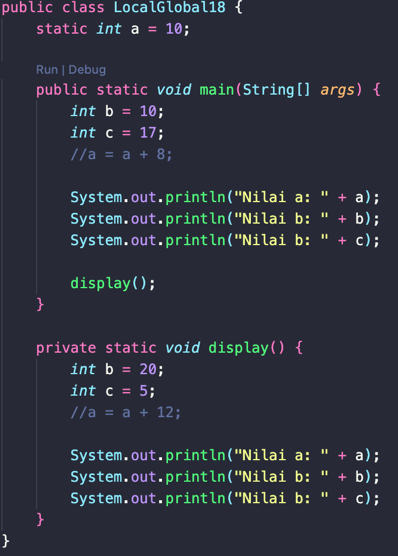 public class LocalGlobal18 {
    static int a = 10;

    Run | Debug
    public static void main(String[] args) {
        int b = 10;
        int c = 17;
        //a = a + 8;

        System.out.println("Nilai a: " + a);
        System.out.println("Nilai b: " + b);
        System.out.println("Nilai b: " + c);

        display();
    }

    private static void display() {
        int b = 20;
        int c = 5;
        //a = a + 12;

        System.out.println("Nilai a: " + a);
        System.out.println("Nilai b: " + b);
        System.out.println("Nilai b: " + c);
    }
}